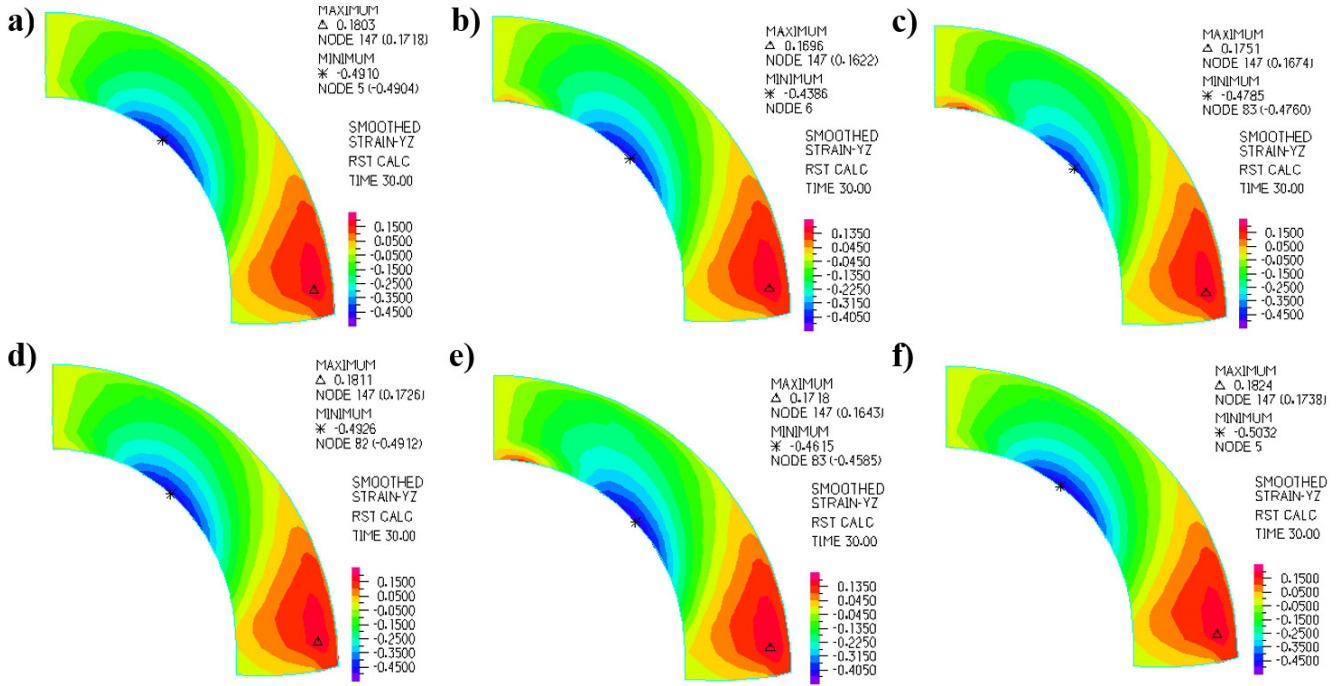 a)
MAXIMUM
Δ 0.1803
NODE 147 (0.1718)
MINIMUM
* -0.4910
NODE 5 (-0.4904)
SMOOTHED
STRAIN-YZ
RST CALC
TIME 30.00
0.1500
0.0500
-0.0500
-0.1500
-0.2500
-0.3500
-0.4500
b)
MAXIMUM
Δ 0.1696
NODE 147 (0.1622)
MINIMUM
* -0.4386
NODE 6
SMOOTHED
STRAIN-YZ
RST CALC
TIME 30.00
0.1350
0.0450
-0.0450
-0.1350
-0.2250
-0.3150
-0.4050
c)
MAXIMUM
Δ 0.1751
NODE 147 (0.1674)
MINIMUM
* -0.4785
NODE 83 (-0.4760)
SMOOTHED
STRAIN-YZ
RST CALC
TIME 30.00
0.1500
0.0500
-0.0500
-0.1500
-0.2500
-0.3500
-0.4500
d)
MAXIMUM
Δ 0.1811
NODE 147 (0.1726)
MINIMUM
* -0.4926
NODE 82 (-0.4912)
SMOOTHED
STRAIN-YZ
RST CALC
TIME 30.00
0.1500
0.0500
-0.0500
-0.1500
-0.2500
-0.3500
-0.4500
e)
MAXIMUM
Δ 0.1718
NODE 147 (0.1643)
MINIMUM
* -0.4615
NODE 83 (-0.4585)
SMOOTHED
STRAIN-YZ
RST CALC
TIME 30.00
0.1350
0.0450
-0.0450
-0.1350
-0.2250
-0.3150
-0.4050
f)
MAXIMUM
Δ 0.1824
NODE 147 (0.1738)
MINIMUM
* -0.5032
NODE 5
SMOOTHED
STRAIN-YZ
RST CALC
TIME 30.00
0.1500
0.0500
-0.0500
-0.1500
-0.2500
-0.3500
-0.4500